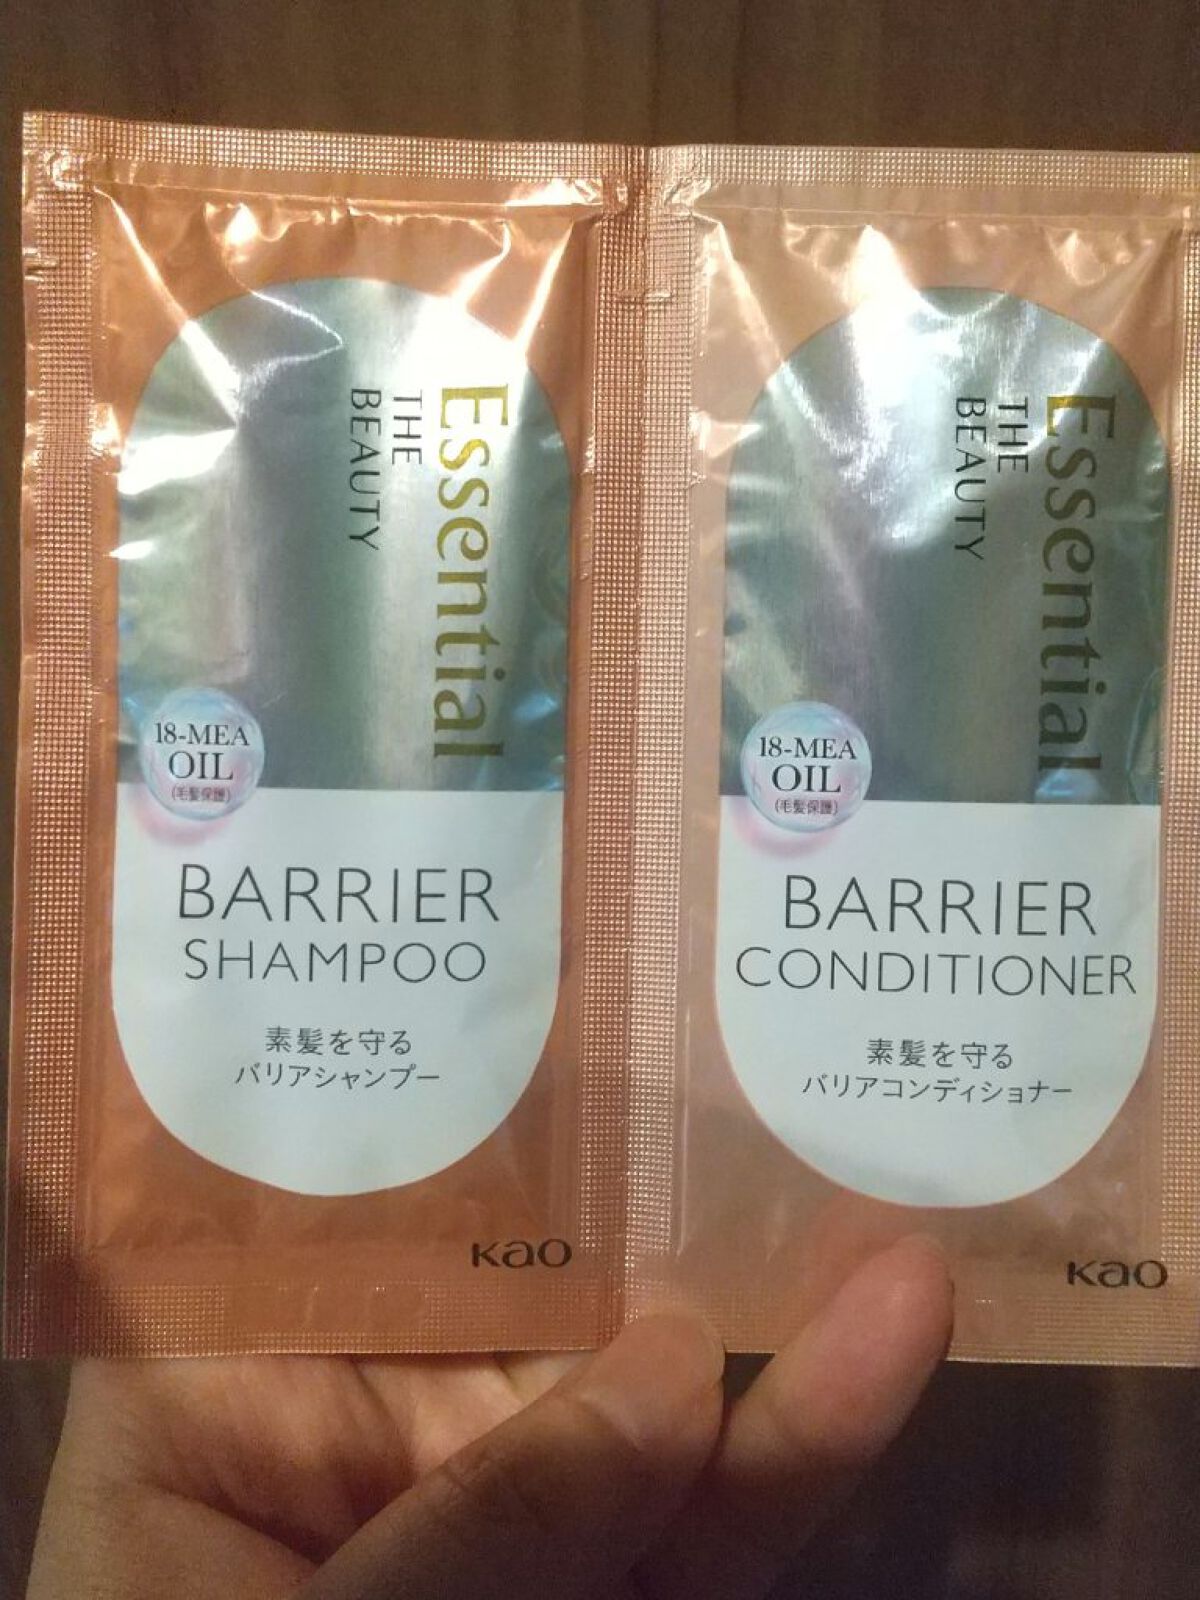 Essential
THE
BEAUTY
18-MEA
OIL
(毛髪保護)
BARRIER
SHAMPOO
素髪を守る
バリアシャンプー
Kao
Essential
THE
BEAUTY
18-MEA
OIL
(毛髪保護)
BARRIER
CONDITIONER
素髪を守る
バリアコンディショナー
Kao